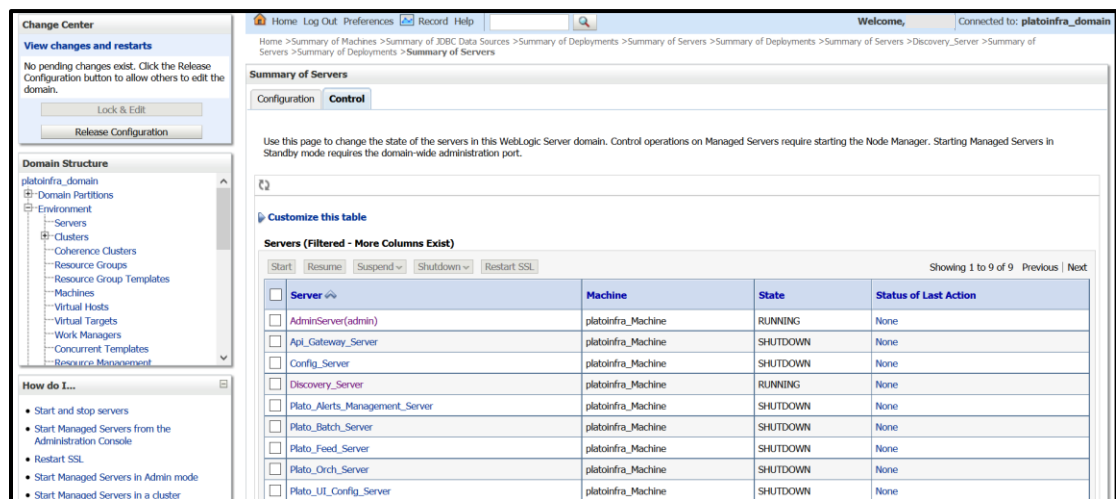 Change Center
View changes and restarts
No pending changes exist. Click the Release
Configuration button to allow others to edit the
domain.
Lock & Edit
Release Configuration
Domain Structure
platoinfra_domain
Domain Partitions
Environment
Servers
Clusters
Coherence Clusters
Resource Groups
Resource Group Templates
Machines
Virtual Hosts
Virtual Targets
Work Managers
Concurrent Templates
Resource Management
How do I...
Start and stop servers
Start Managed Servers from the
Administration Console
Restart SSL
Start Managed Servers in Admin mode
Start Managed Servers in a cluster
Home Log Out Preferences Record Help
Welcome, Connected to: platoinfra_domain
Home >Summary of Machines >Summary of JDBC Data Sources >Summary of Deployments >Summary of Servers >Summary of Deployments >Summary of Servers >Discovery_Server >Summary of
Servers >Summary of Deployments >Summary of Servers
Summary of Servers
Configuration Control
Use this page to change the state of the servers in this WebLogic Server domain. Control operations on Managed Servers require starting the Node Manager. Starting Managed Servers in
Standby mode requires the domain-wide administration port.
Customize this table
Servers (Filtered - More Columns Exist)
Start Resume Suspend Shutdown Restart SSL Showing 1 to 9 of 9 Previous | Next
Server Machine State Status of Last Action
AdminServer(admin) platoinfra_Machine RUNNING None
Api_Gateway_Server platoinfra_Machine SHUTDOWN None
Config_Server platoinfra_Machine SHUTDOWN None
Discovery_Server platoinfra_Machine RUNNING None
Plato_Alerts_Management_Server platoinfra_Machine SHUTDOWN None
Plato_Batch_Server platoinfra_Machine SHUTDOWN None
Plato_Feed_Server platoinfra_Machine SHUTDOWN None
Plato_Orch_Server platoinfra_Machine SHUTDOWN None
Plato_UI_Config_Server platoinfra_Machine SHUTDOWN None